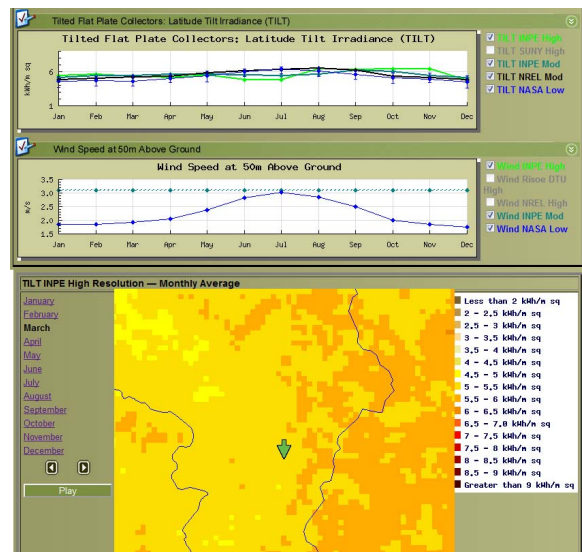 Tilted Flat Plate Collectors: Latitude Tilt Irradiance (TILT)
Tilted Flat Plate Collectors: Latitude Tilt Irradiance (TILT)
kWh/m sq
6
1
Jan Feb Mar Apr May Jun Jul Aug Sep Oct Nov Dec
TILT INPE High
TILT SUNY High
TILT INPE Mod
TILT NREL Mod
TILT NASA Low
Wind Speed at 50m Above Ground
Wind Speed at 50m Above Ground
m/s
3.5
3.0
2.5
2.0
1.5
Jan Feb Mar Apr May Jun Jul Aug Sep Oct Nov Dec
Wind INPE High
Wind Risoe DTU
High
Wind NREL High
Wind INPE Mod
Wind NASA Low
TILT INPE High Resolution — Monthly Average
January
February
March
April
May
June
July
August
September
October
November
December
Play
Less than 2 kWh/m sq
2 - 2.5 kWh/m sq
2.5 - 3 kWh/m sq
3 - 3.5 kWh/m sq
3.5 - 4 kWh/m sq
4 - 4.5 kWh/m sq
4.5 - 5 kWh/m sq
5 - 5.5 kWh/m sq
5.5 - 6 kWh/m sq
6 - 6.5 kWh/m sq
6.5 - 7.0 kWh/m sq
7 - 7.5 kWh/m sq
7.5 - 8 kWh/m sq
8 - 8.5 kWh/m sq
8.5 - 9 kWh/m sq
Greater than 9 kWh/m sq